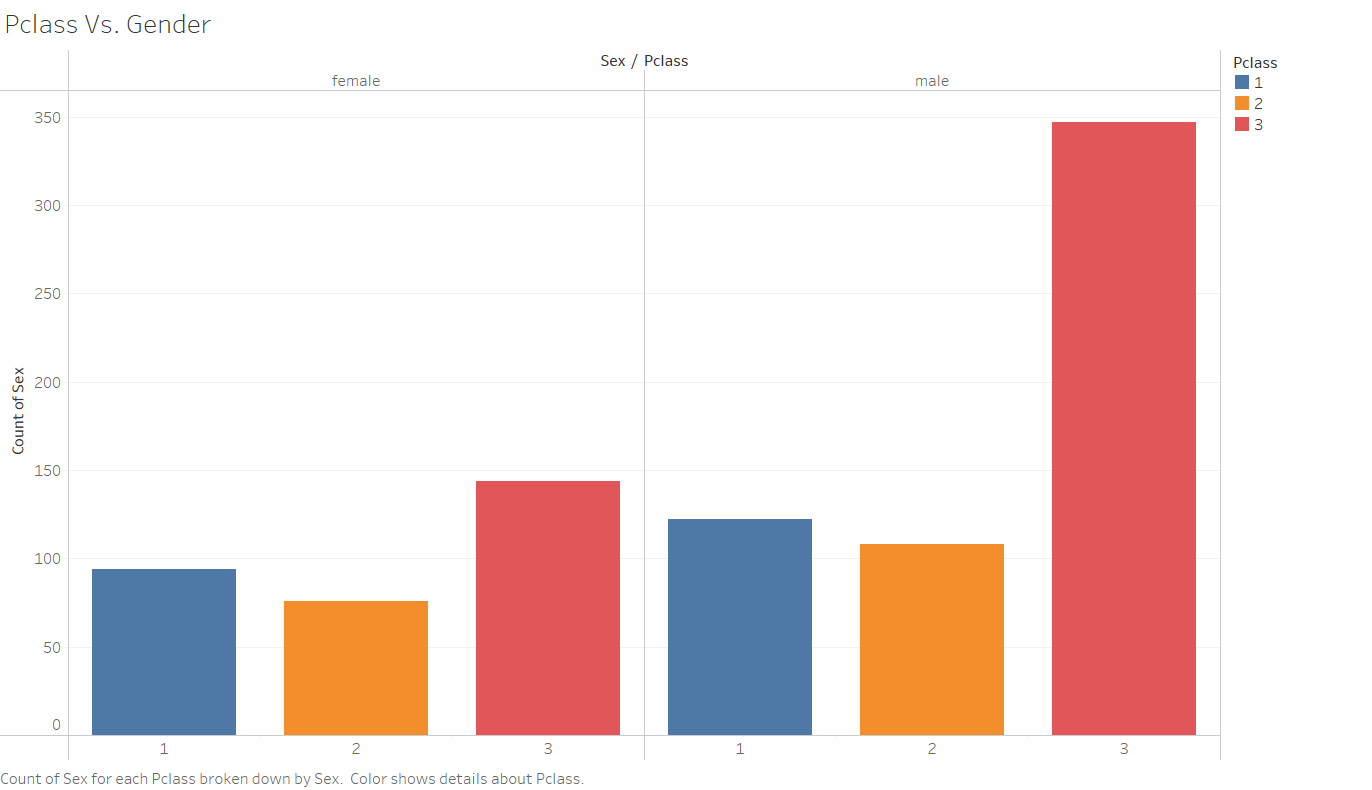 Pclass Vs. Gender
Sex / Pclass
female
male
Pclass
1
2
3
Count of Sex
350
300
250
200
150
100
50
0
1
2
3
1
2
3
Count of Sex for each Pclass broken down by Sex.  Color shows details about Pclass.